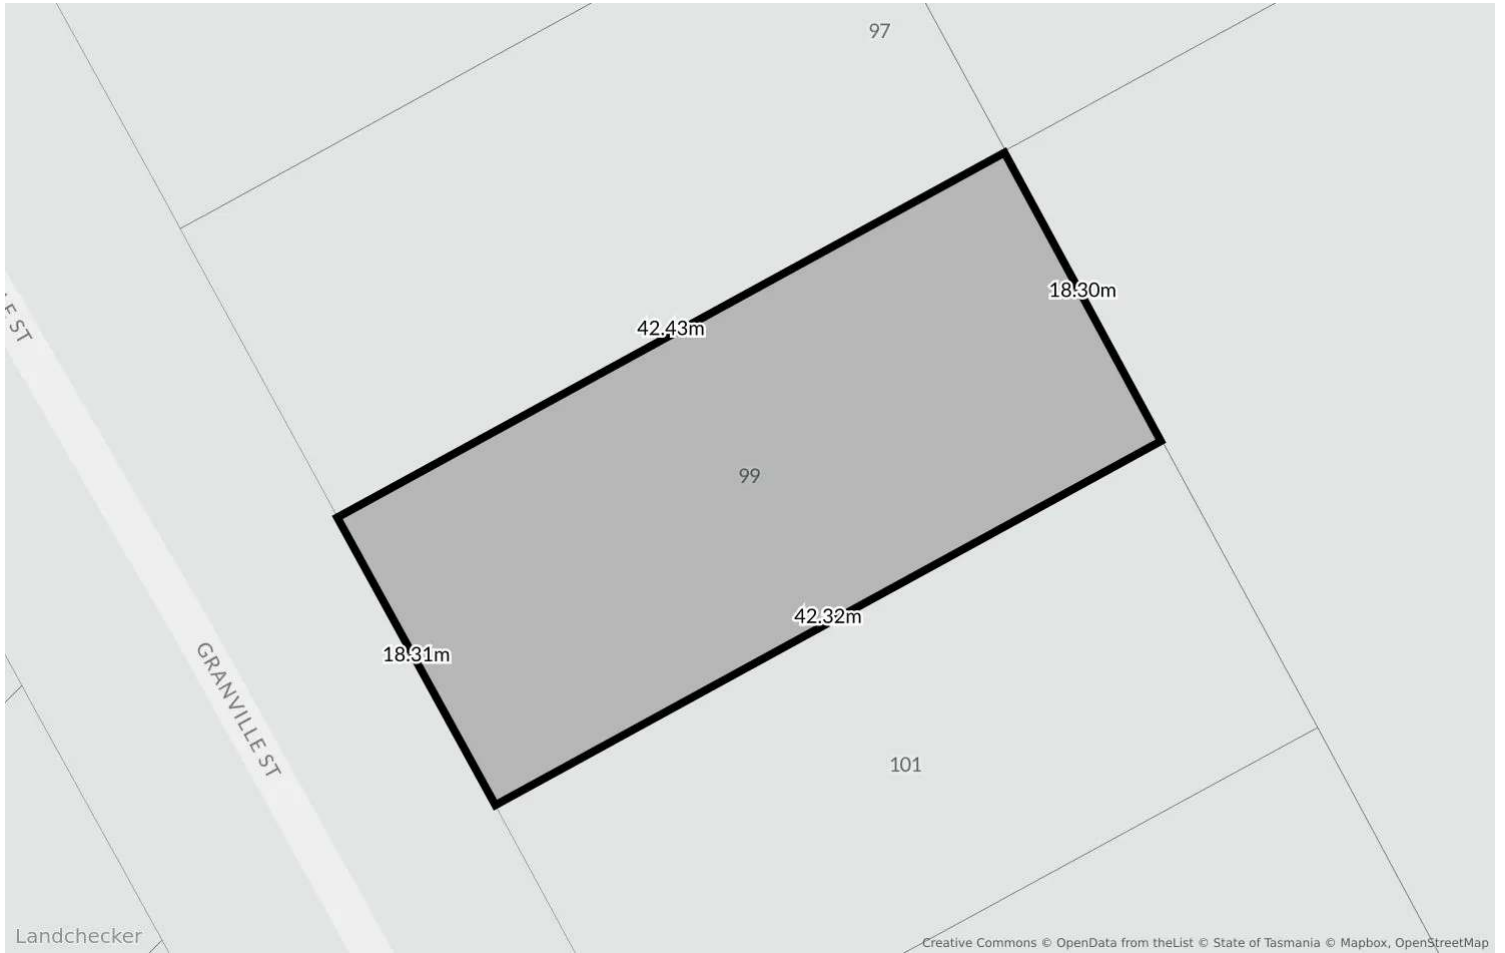 97
18.30m
42.43m
99
42.32m
18.31m
GRANVILLE ST
101
Landchecker
Creative Commons © OpenData from theList © State of Tasmania © Mapbox, OpenStreetMap